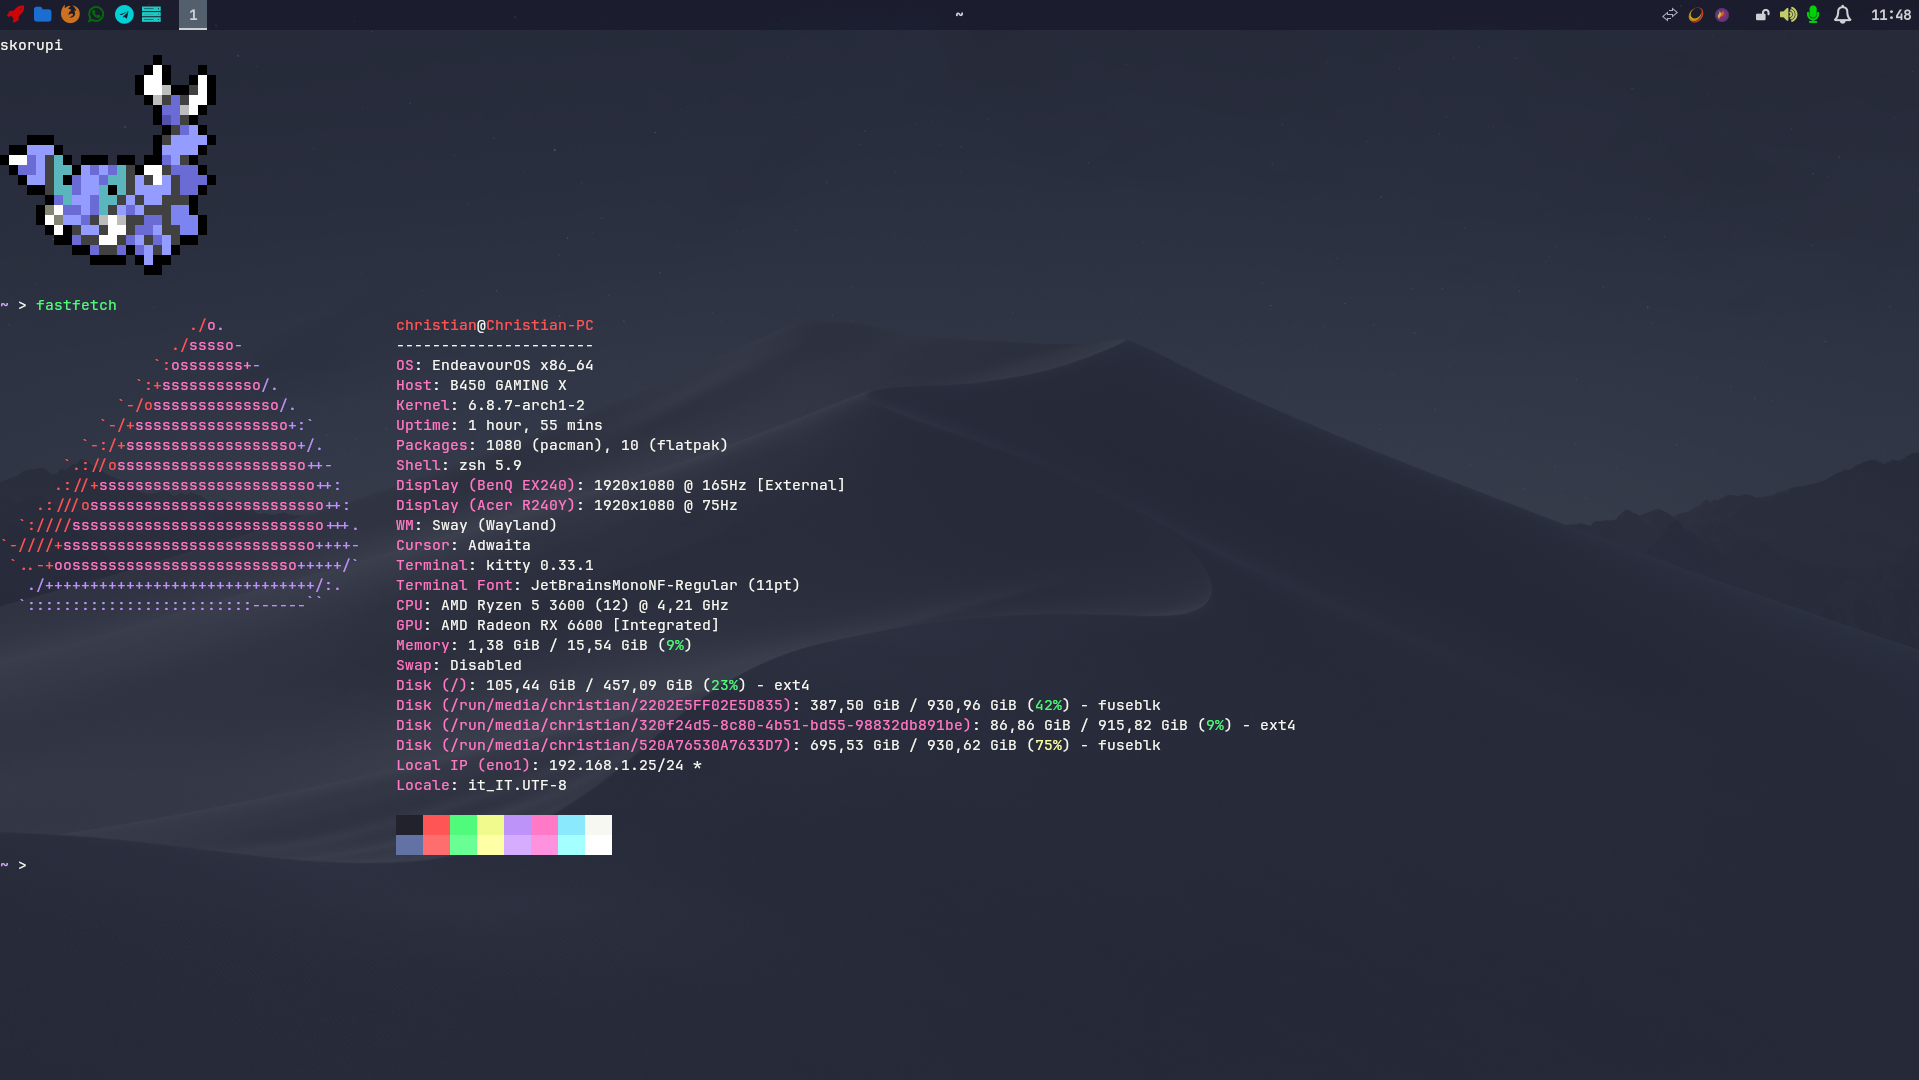 1
~
11:48
skorupi
~ > fastfetch
./o.
./sssso-
`:osssssss+-
`:+sssssssssso/.
`-/ossssssssssssso/.
`-/+sssssssssssssssso+:`
`-:/+sssssssssssssssssso+/.
`.://osssssssssssssssssssso++-
.://+ssssssssssssssssssssssso++:
.:///ossssssssssssssssssssssssso++:
`:////ssssssssssssssssssssssssssso+++.
`-////+ssssssssssssssssssssssssssso++++-
`..-+oosssssssssssssssssssssssso+++++/`
./++++++++++++++++++++++++++++++/:.
`:::::::::::::::::::::::::------``
christian@Christian-PC
----------------------
OS: EndeavourOS x86_64
Host: B450 GAMING X
Kernel: 6.8.7-arch1-2
Uptime: 1 hour, 55 mins
Packages: 1080 (pacman), 10 (flatpak)
Shell: zsh 5.9
Display (BenQ EX240): 1920x1080 @ 165Hz [External]
Display (Acer R240Y): 1920x1080 @ 75Hz
WM: Sway (Wayland)
Cursor: Adwaita
Terminal: kitty 0.33.1
Terminal Font: JetBrainsMonoNF-Regular (11pt)
CPU: AMD Ryzen 5 3600 (12) @ 4,21 GHz
GPU: AMD Radeon RX 6600 [Integrated]
Memory: 1,38 GiB / 15,54 GiB (9%)
Swap: Disabled
Disk (/): 105,44 GiB / 457,09 GiB (23%) - ext4
Disk (/run/media/christian/2202E5FF02E5D835): 387,50 GiB / 930,96 GiB (42%) - fuseblk
Disk (/run/media/christian/320f24d5-8c80-4b51-bd55-98832db891be): 86,86 GiB / 915,82 GiB (9%) - ext4
Disk (/run/media/christian/520A76530A7633D7): 695,53 GiB / 930,62 GiB (75%) - fuseblk
Local IP (eno1): 192.168.1.25/24 *
Locale: it_IT.UTF-8
~ >